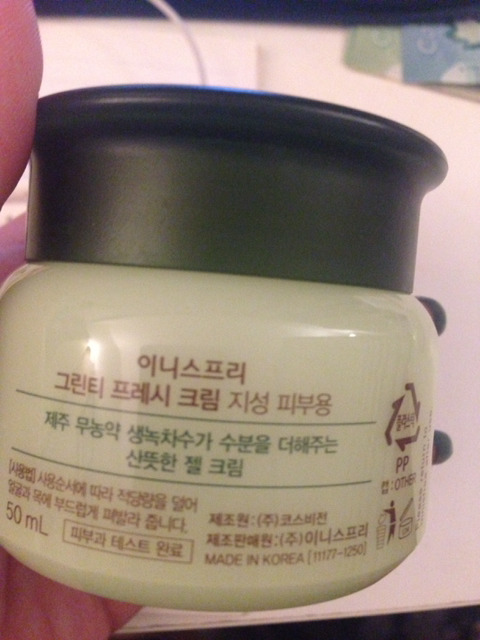 이니스프리
그린티 프레시 크림 지성 피부용
제주 무농약 생녹차수가 수분을 더해주는
산뜻한 젤 크림
[사용법] 사용순서에 따라 적당량을 덜어
얼굴과 목에 부드럽게 펴발라 줍니다.
50 mL
피부과 테스트 완료
제조원: (주)코스비전
제조판매원: (주)이니스프리
MADE IN KOREA [11177-1250]
플라스틱
PP
캡: OTHER